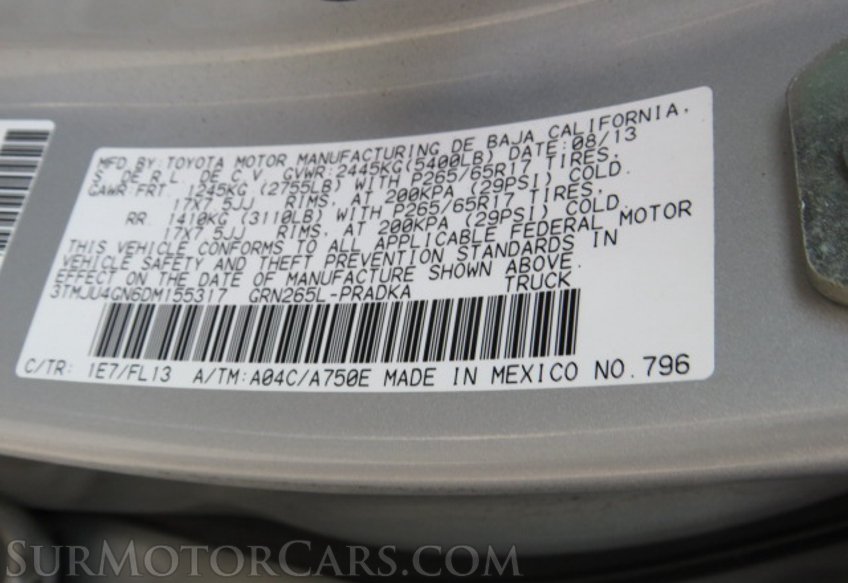 MFD.BY:TOYOTA MOTOR MANUFACTURING DE BAJA CALIFORNIA,
S. DE R.L. DE C.V. GVWR:2445KG(5400LB) DATE:08/13
GAWR:FRT. 1245KG (2755LB) WITH P265/65R17 TIRES,
17X7.5JJ RIMS, AT 200KPA (29PSI) COLD.
RR. 1410KG (3110LB) WITH P265/65R17 TIRES,
17X7.5JJ RIMS, AT 200KPA (29PSI) COLD.
THIS VEHICLE CONFORMS TO ALL APPLICABLE FEDERAL MOTOR
VEHICLE SAFETY AND THEFT PREVENTION STANDARDS IN
EFFECT ON THE DATE OF MANUFACTURE SHOWN ABOVE.
3TMJU4GN6DM155317 GRN265L-PRADKA TRUCK
C/TR: 1E7/FL13 A/TM:A04C/A750E MADE IN MEXICO NO.796
SURMOTORCARS.COM